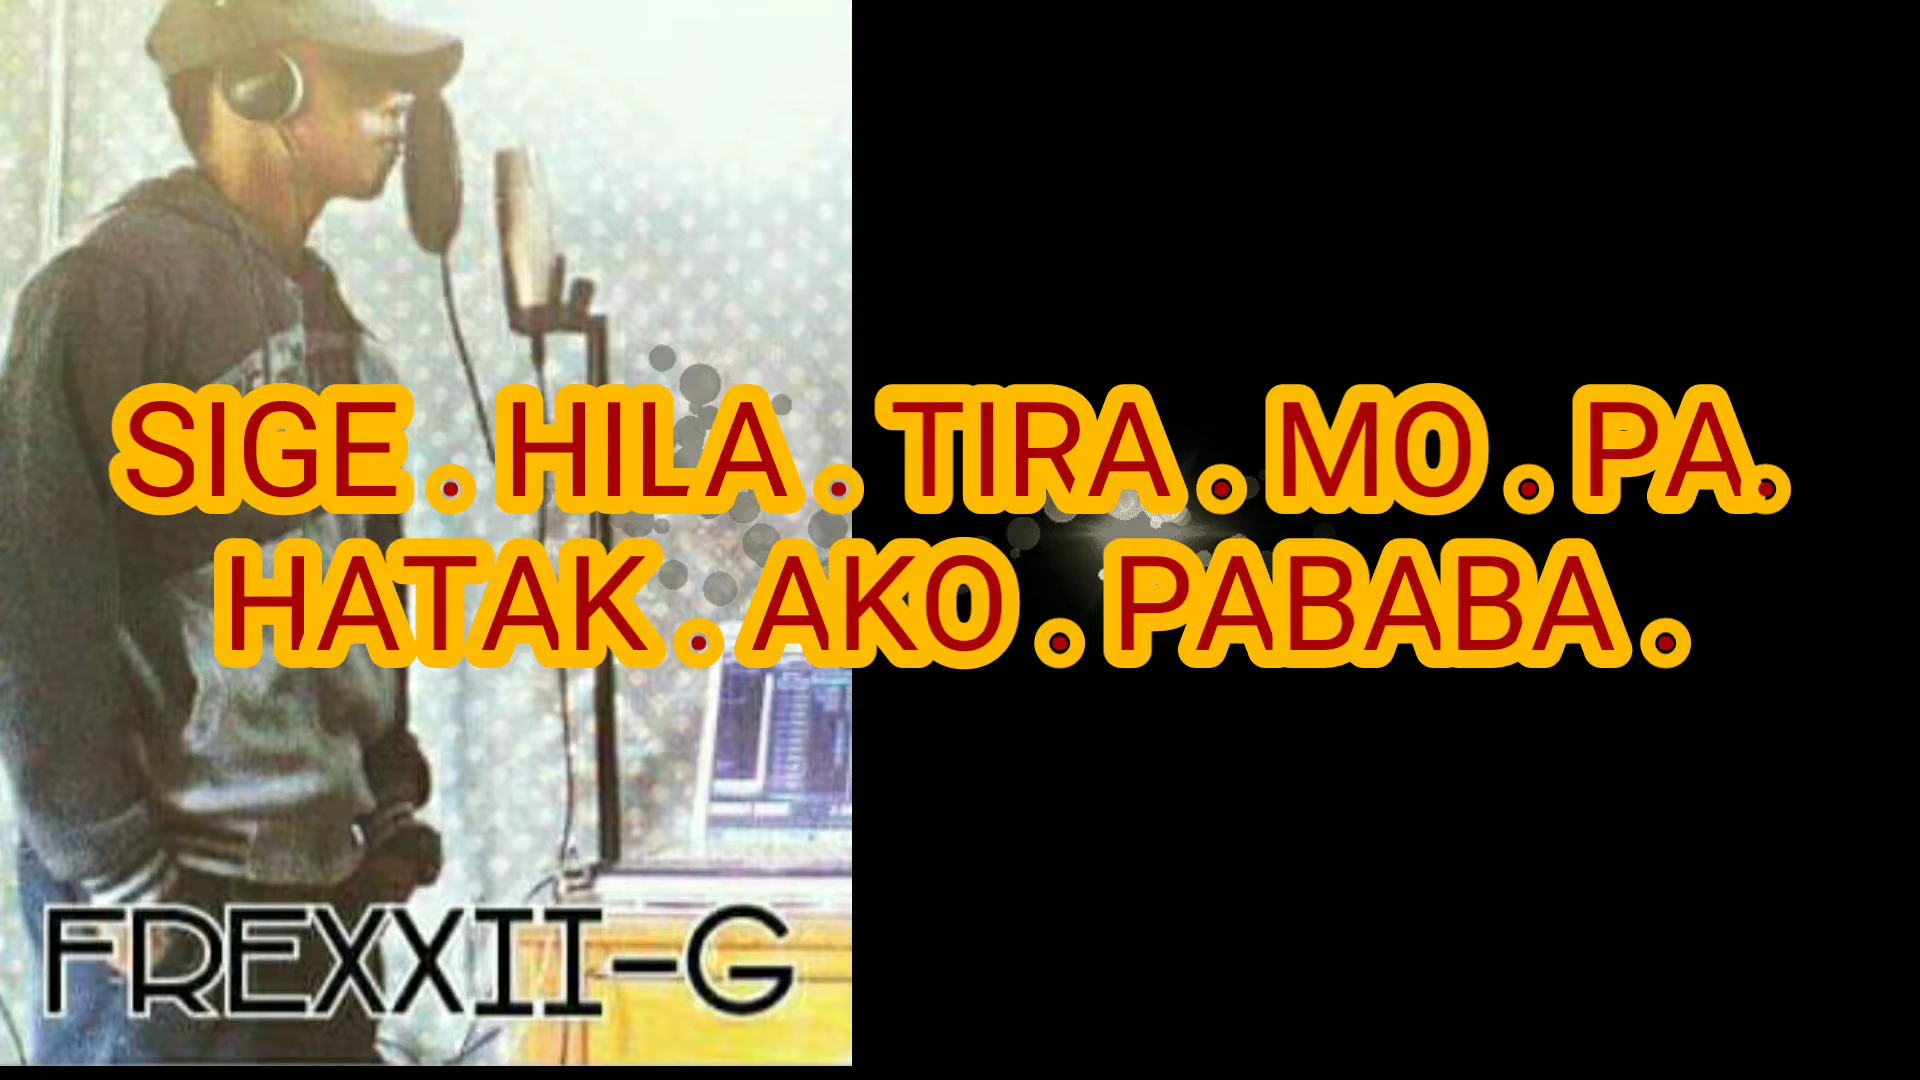 SIGE . HILA . TIRA . MO . PA.
HATAK . AKO . PABABA .
FREXXII-G